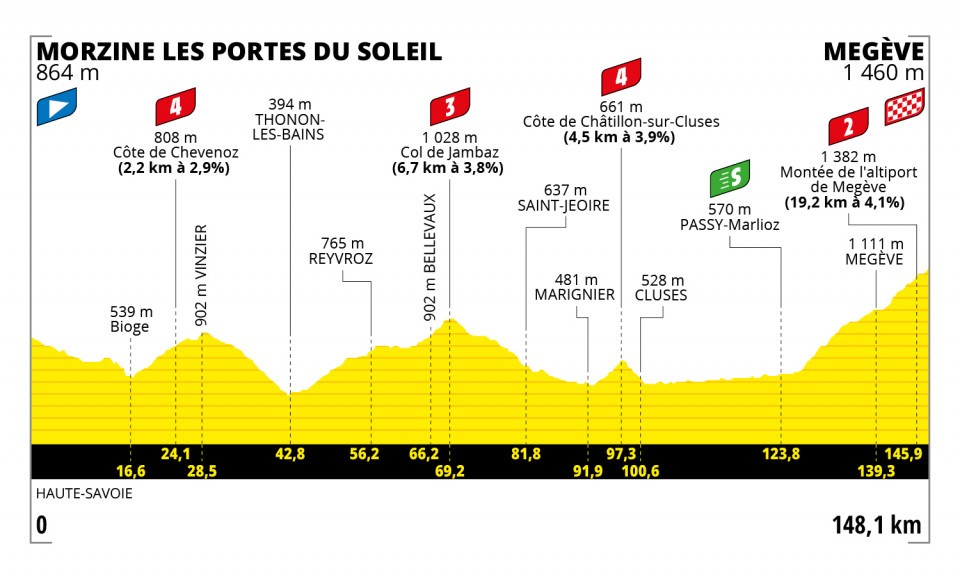 MORZINE LES PORTES DU SOLEIL
864 m
MEGÈVE
1 460 m
4
808 m
Côte de Chevenoz
(2,2 km à 2,9%)
394 m
THONON-
LES-BAINS
3
1 028 m
Col de Jambaz
(6,7 km à 3,8%)
4
661 m
Côte de Châtillon-sur-Cluses
(4,5 km à 3,9%)
2
1 382 m
Montée de l'altiport
de Megève
(19,2 km à 4,1%)
S
570 m
PASSY-Marlioz
637 m
SAINT-JEOIRE
765 m
REYVROZ
902 m VINZIER
902 m BELLEVAUX
1 111 m
MEGÈVE
481 m
MARIGNIER
528 m
CLUSES
539 m
Bioge
24,1 42,8 56,2 66,2 81,8 97,3 123,8 145,9
16,6 28,5 69,2 91,9 100,6 139,3
HAUTE-SAVOIE
0
148,1 km